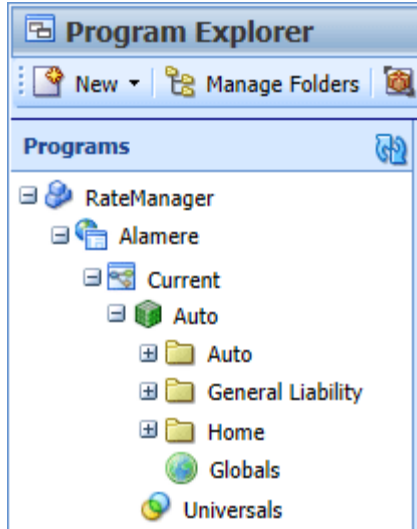 Program Explorer
New Manage Folders
Programs
RateManager
Alamere
Current
Auto
Auto
General Liability
Home
Globals
Universals